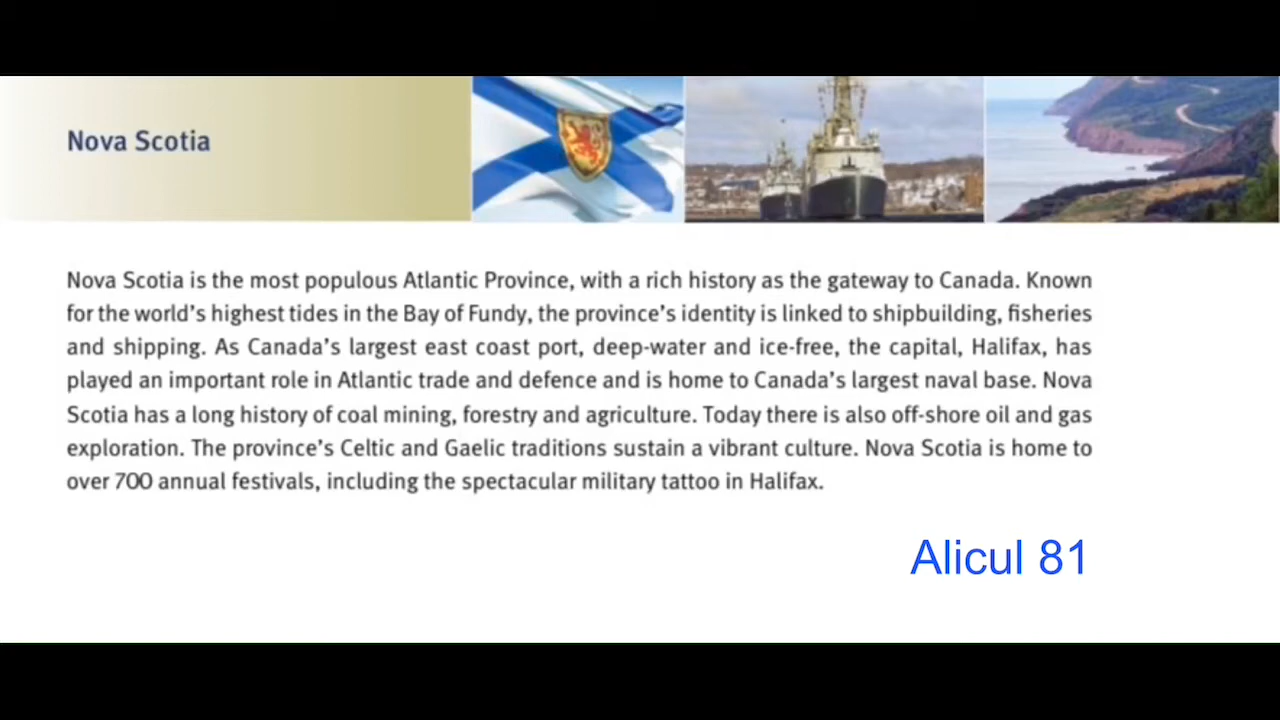 Nova Scotia
Nova Scotia is the most populous Atlantic Province, with a rich history as the gateway to Canada. Known
for the world's highest tides in the Bay of Fundy, the province's identity is linked to shipbuilding, fisheries
and shipping. As Canada's largest east coast port, deep-water and ice-free, the capital, Halifax, has
played an important role in Atlantic trade and defence and is home to Canada's largest naval base. Nova
Scotia has a long history of coal mining, forestry and agriculture. Today there is also off-shore oil and gas
exploration. The province's Celtic and Gaelic traditions sustain a vibrant culture. Nova Scotia is home to
over 700 annual festivals, including the spectacular military tattoo in Halifax.
Alicul 81